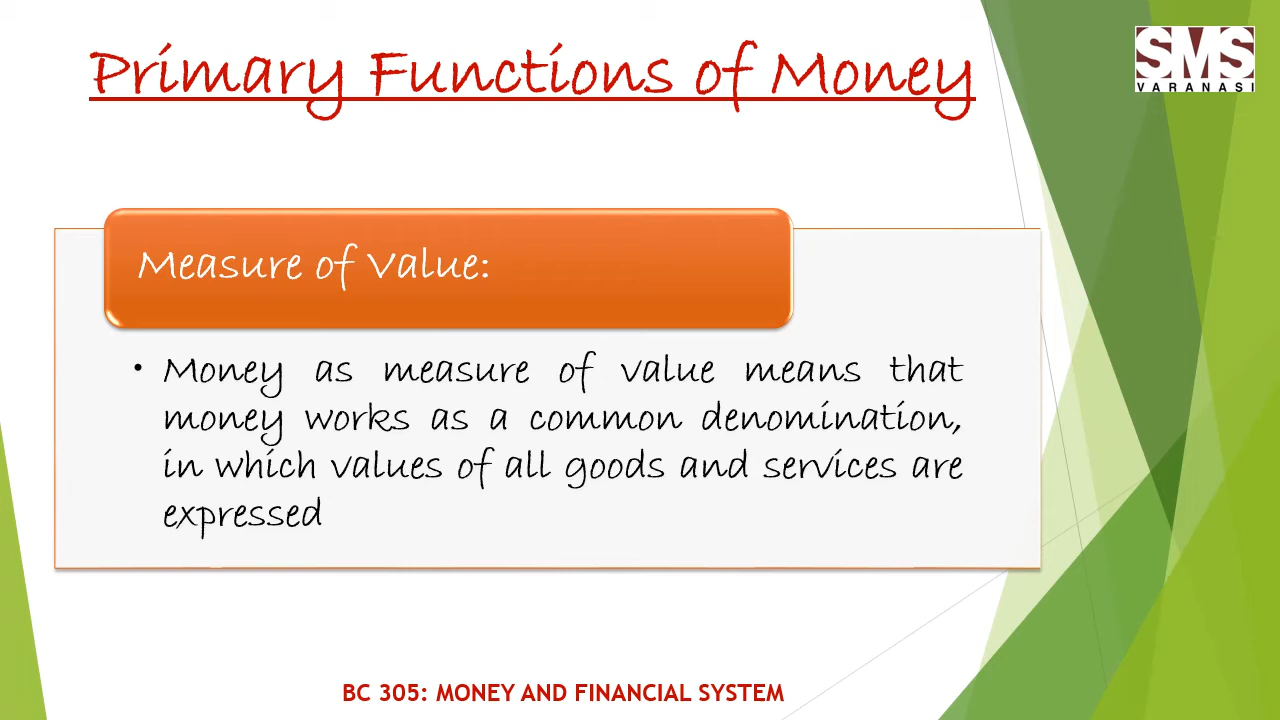 Primary Functions of Money
SMS
VARANASI
Measure of Value:
• Money as measure of value means that
money works as a common denomination,
in which values of all goods and services are
expressed
BC 305: MONEY AND FINANCIAL SYSTEM